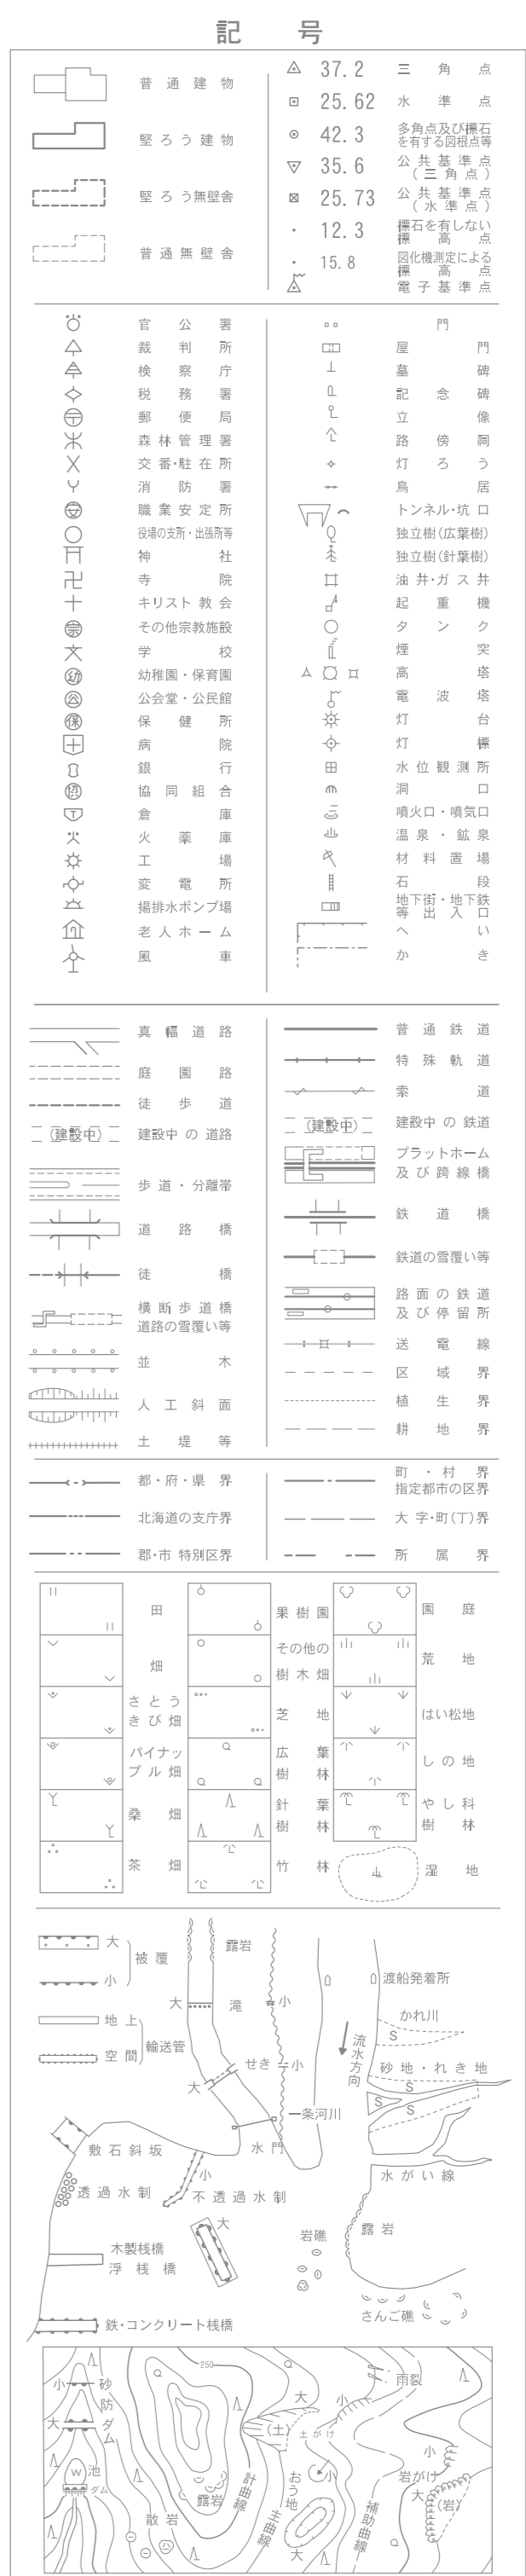 記号
普通建物
堅ろう建物
堅ろう無壁舎
普通無壁舎
37.2 三角点
25.62 水準点
42.3 多角点及び標石
を有する図根点等
35.6 公共基準点
(三角点)
25.73 公共基準点
(水準点)
12.3 標石を有しない
標高点
15.8 図化機測定による
標高点
電子基準点
官公署
裁判所
検察庁
税務署
郵便局
森林管理署
交番・駐在所
消防署
職業安定所
役場の支所・出張所等
神社
寺院
キリスト教会
宗 その他宗教施設
文 学校
幼 幼稚園・保育園
公 公会堂・公民館
保 保健所
病院
銀行
協 協同組合
T 倉庫
火薬庫
工場
変電所
揚排水ポンプ場
老人ホーム
風車
門
屋門
墓碑
記念碑
立像
路傍祠
灯ろう
鳥居
トンネル・坑口
独立樹(広葉樹)
独立樹(針葉樹)
油井・ガス井
起重機
タンク
煙突
高塔
電波塔
灯台
灯標
水位観測所
洞口
噴火口・噴気口
温泉・鉱泉
材料置場
石段
地下街・地下鉄
等出入口
へい
かき
真幅道路
庭園路
徒歩道
(建設中) 建設中の道路
歩道・分離帯
道路橋
徒橋
横断歩道橋
道路の雪覆い等
並木
人工斜面
土堤等
普通鉄道
特殊軌道
索道
(建設中) 建設中の鉄道
プラットホーム
及び跨線橋
鉄道橋
鉄道の雪覆い等
路面の鉄道
及び停留所
送電線
区域界
植生界
耕地界
都・府・県界
北海道の支庁界
郡・市 特別区界
町・村界
指定都市の区界
大字・町(丁)界
所属界
田
畑
さとう
きび畑
パイナッ
プル畑
桑畑
茶畑
果樹園
その他の
樹木畑
芝地
広葉
樹林
針葉
樹林
竹林
園庭
荒地
はい松地
しの地
やし科
樹林
湿地
大
小
被覆
地上
空間
輸送管
露岩
大 滝 小
せき 小
大
一条河川
水門
渡船発着所
かれ川
S
流水方向
砂地・れき地
S
S
S
敷石斜坂
透過水制
小
不透過水制
大
水がい線
露岩
岩礁
木製桟橋
浮桟橋
さんご礁
鉄・コンクリート桟橋
小 砂防ダム
大
W 池
ダム
250
露岩
散岩
計曲線
主曲線
大
(土)
土がけ
小
雨裂
小
おう地
大
補助曲線
小
岩がけ
大
(岩)